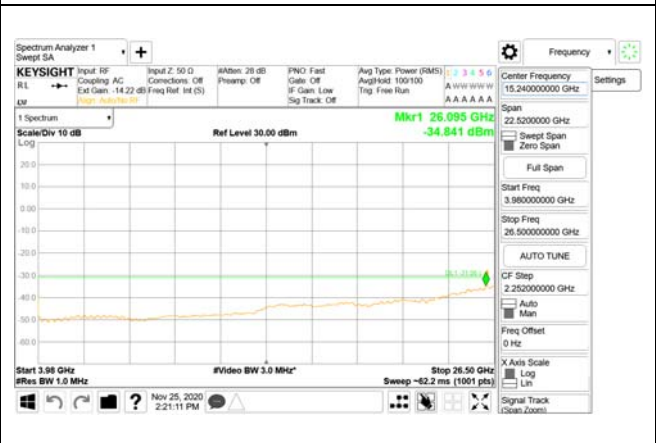 Spectrum Analyzer 1
Swept SA
Frequency
KEYSIGHT
RL
Input: RF
Coupling: AC
Ext Gain: -14.22 dB
Align: Auto/No RF
Input Z: 50 Ω
Corrections: Off
Freq Ref: Int (S)
#Atten: 28 dB
Preamp: Off
PNO: Fast
Gate: Off
IF Gain: Low
Sig Track: Off
Avg Type: Power (RMS)
Avg|Hold: 100/100
Trig: Free Run
1 2 3 4 5 6
A W W W W W
A A A A A A
Settings
1 Spectrum
Scale/Div 10 dB
Log
Ref Level 30.00 dBm
Mkr1 26.095 GHz
-34.841 dBm
20.0
10.0
0.00
-10.0
-20.0
-30.0
-40.0
-50.0
-60.0
Start 3.98 GHz
#Res BW 1.0 MHz
#Video BW 3.0 MHz*
Stop 26.50 GHz
Sweep ~62.2 ms (1001 pts)
Nov 25, 2020
2:21:11 PM
Center Frequency
15.240000000 GHz
Span
22.5200000 GHz
Swept Span
Zero Span
Full Span
Start Freq
3.980000000 GHz
Stop Freq
26.500000000 GHz
AUTO TUNE
CF Step
2.252000000 GHz
Auto
Man
Freq Offset
0 Hz
X Axis Scale
Log
Lin
Signal Track
(Span Zoom)